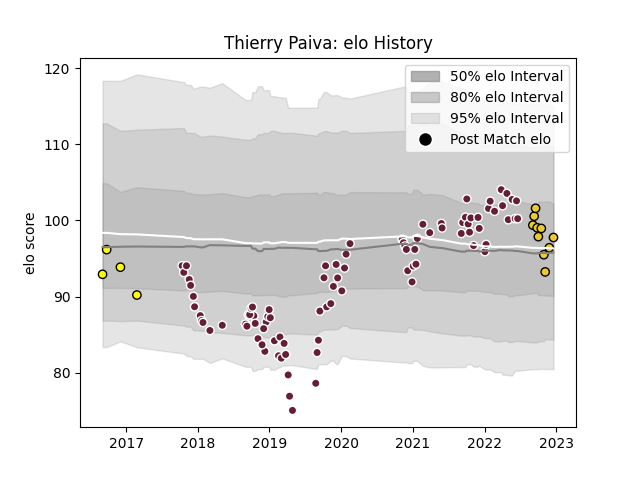 Thierry Paiva: elo History
120
110
100
90
80
elo score
50% elo Interval
80% elo Interval
95% elo Interval
Post Match elo
2017
2018
2019
2020
2021
2022
2023